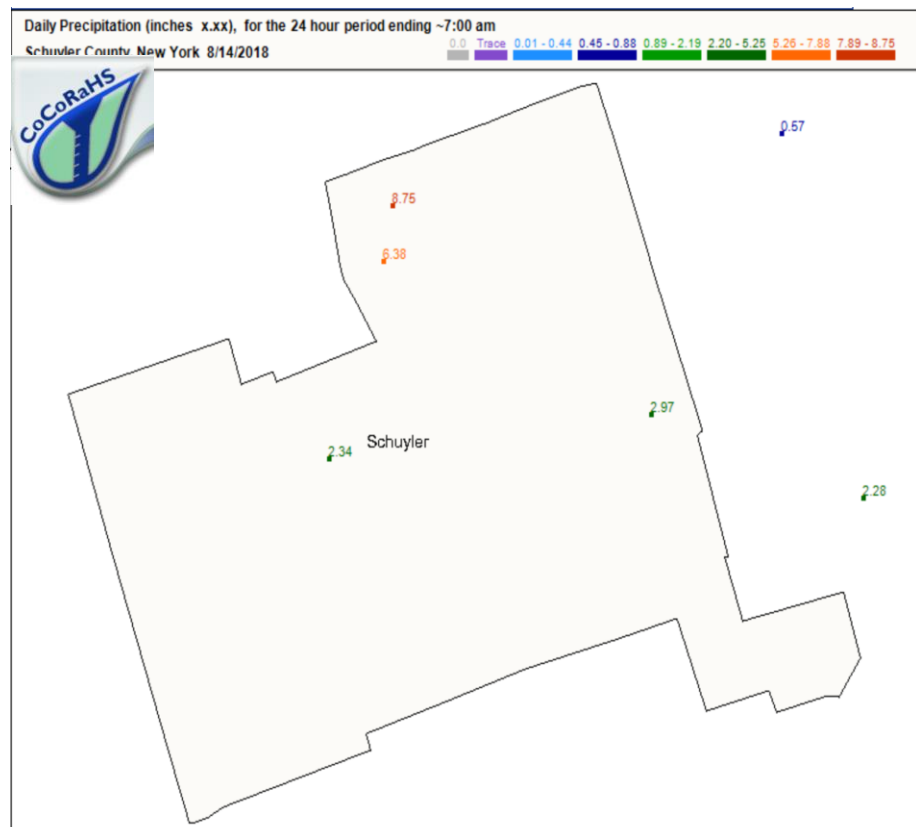 Daily Precipitation (inches x.xx), for the 24 hour period ending ~7:00 am
Schuyler County, New York 8/14/2018
0.0 Trace 0.01 - 0.44 0.45 - 0.88 0.89 - 2.19 2.20 - 5.25 5.26 - 7.88 7.89 - 8.75
CoCoRaHS
0.57
8.75
6.38
2.97
Schuyler
2.34
2.28